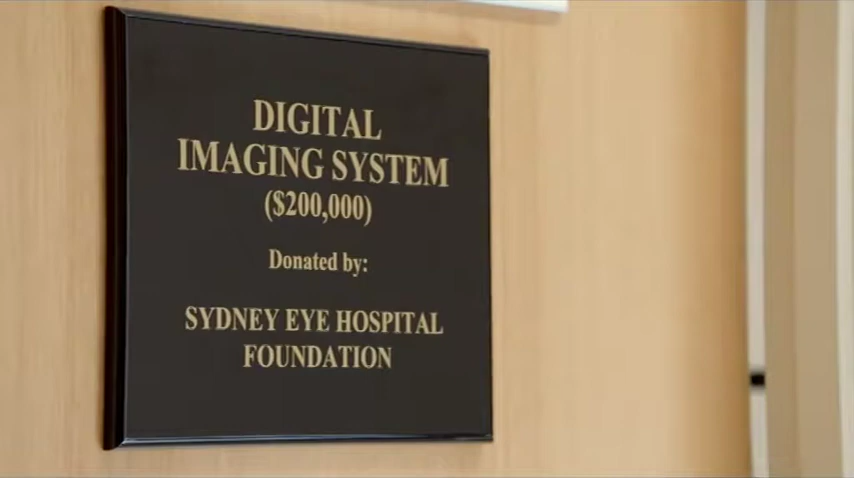 DIGITAL
IMAGING SYSTEM
($200,000)
Donated by:
SYDNEY EYE HOSPITAL
FOUNDATION